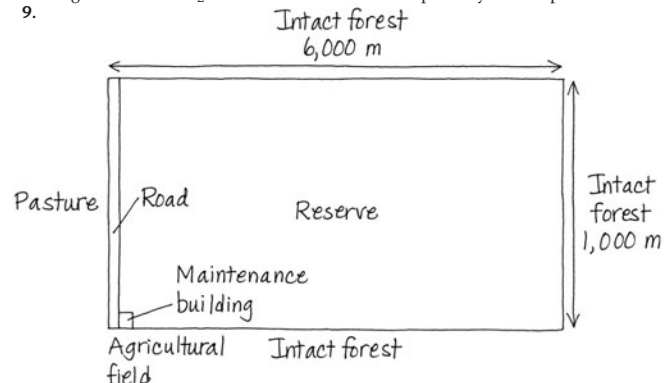 9.
Intact forest
6,000 m
Pasture
Road
Reserve
Intact
forest
1,000 m
Maintenance
building
Agricultural
field
Intact forest